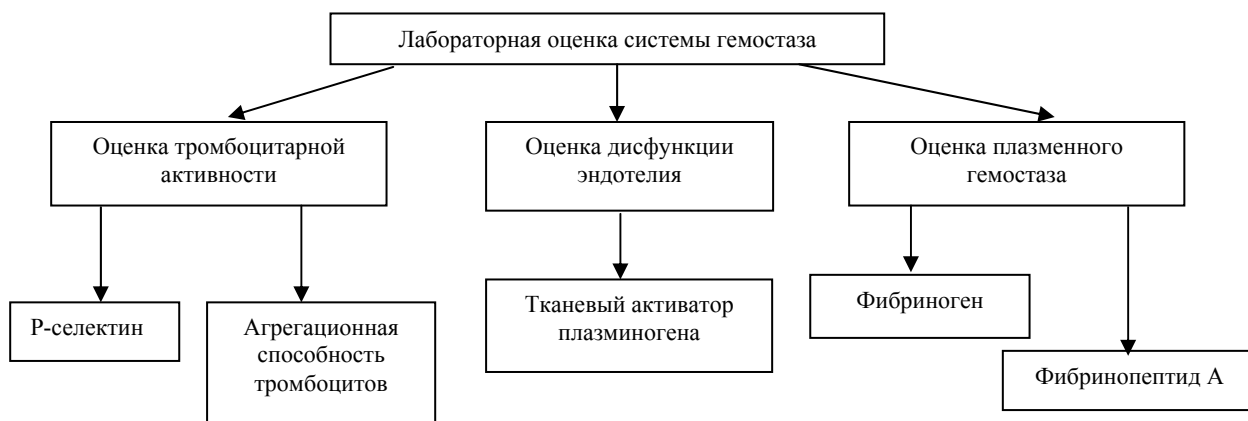 Лабораторная оценка системы гемостаза
Оценка тромбоцитарной
активности
Оценка дисфункции
эндотелия
Оценка плазменного
гемостаза
Р-селектин
Агрегационная
способность
тромбоцитов
Тканевый активатор
плазминогена
Фибриноген
Фибринопептид А